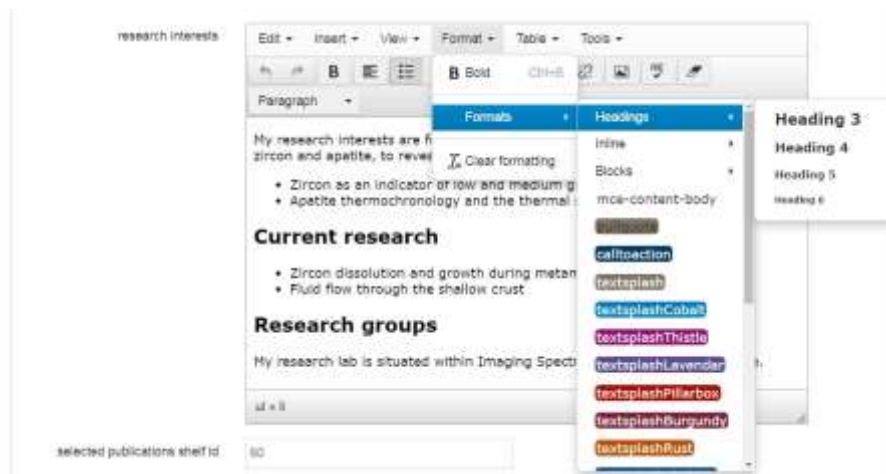 research interests
Edit Insert View Format Table Tools
B
B Bold Ctrl+B
Paragraph
Formats
Headings
Heading 3
Heading 4
Heading 5
Heading 6
Inline
Blocks
Clear formatting
mce-content-body
pullquote
calltoaction
textsplash
textsplashCobalt
textsplashThistle
textsplashLavendar
textsplashPillarbox
textsplashBurgundy
textsplashRust
My research interests are
zircon and apatite, to
Zircon as an indicator of low and medium
Apatite thermochronology and the thermal
Current research
Zircon dissolution and growth during
Fluid flow through the shallow crust
Research groups
My research lab is situated within Imaging
selected publications shelf id
60